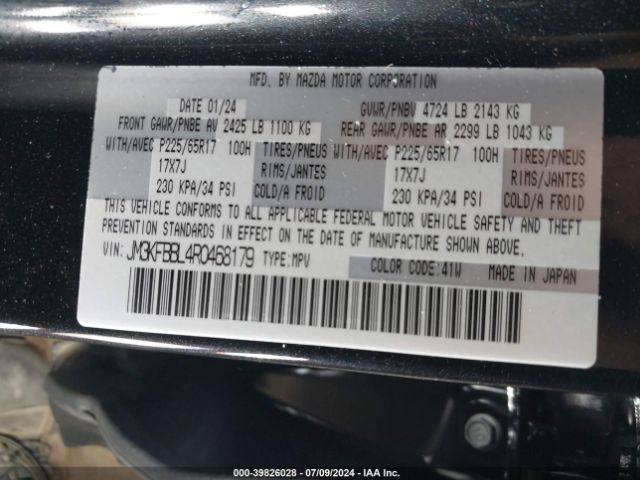 MFD. BY MAZDA MOTOR CORPORATION
DATE 01/24 GVWR/PNBV 4724 LB 2143 KG
FRONT GAWR/PNBE AV 2425 LB 1100 KG REAR GAWR/PNBE AR 2299 LB 1043 KG
WITH/AVEC P225/65R17 100H TIRES/PNEUS WITH/AVEC P225/65R17 100H TIRES/PNEUS
17X7J RIMS/JANTES 17X7J RIMS/JANTES
230 KPA/34 PSI COLD/A FROID 230 KPA/34 PSI COLD/A FROID
THIS VEHICLE CONFORMS TO ALL APPLICABLE FEDERAL MOTOR VEHICLE SAFETY AND THEFT
PREVENTION STANDARDS IN EFFECT ON THE DATE OF MANUFACTURE SHOWN ABOVE.
VIN: JM3KFBBL4R0468179 TYPE: MPV COLOR CODE: 41W MADE IN JAPAN
000-39826028 - 07/09/2024 - IAA Inc.